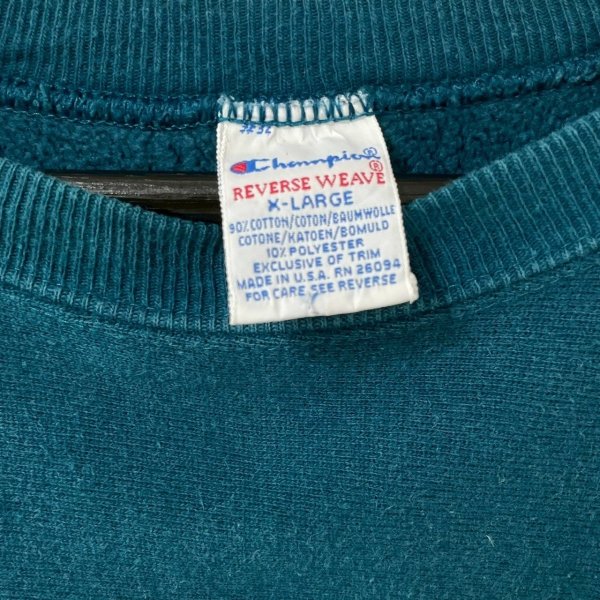 #32
Champion®
REVERSE WEAVE®
X-LARGE
90% COTTON/COTON/BAUMWOLLE
COTONE/KATOEN/BOMULD
10% POLYESTER
EXCLUSIVE OF TRIM
MADE IN U.S.A. RN 26094
FOR CARE SEE REVERSE